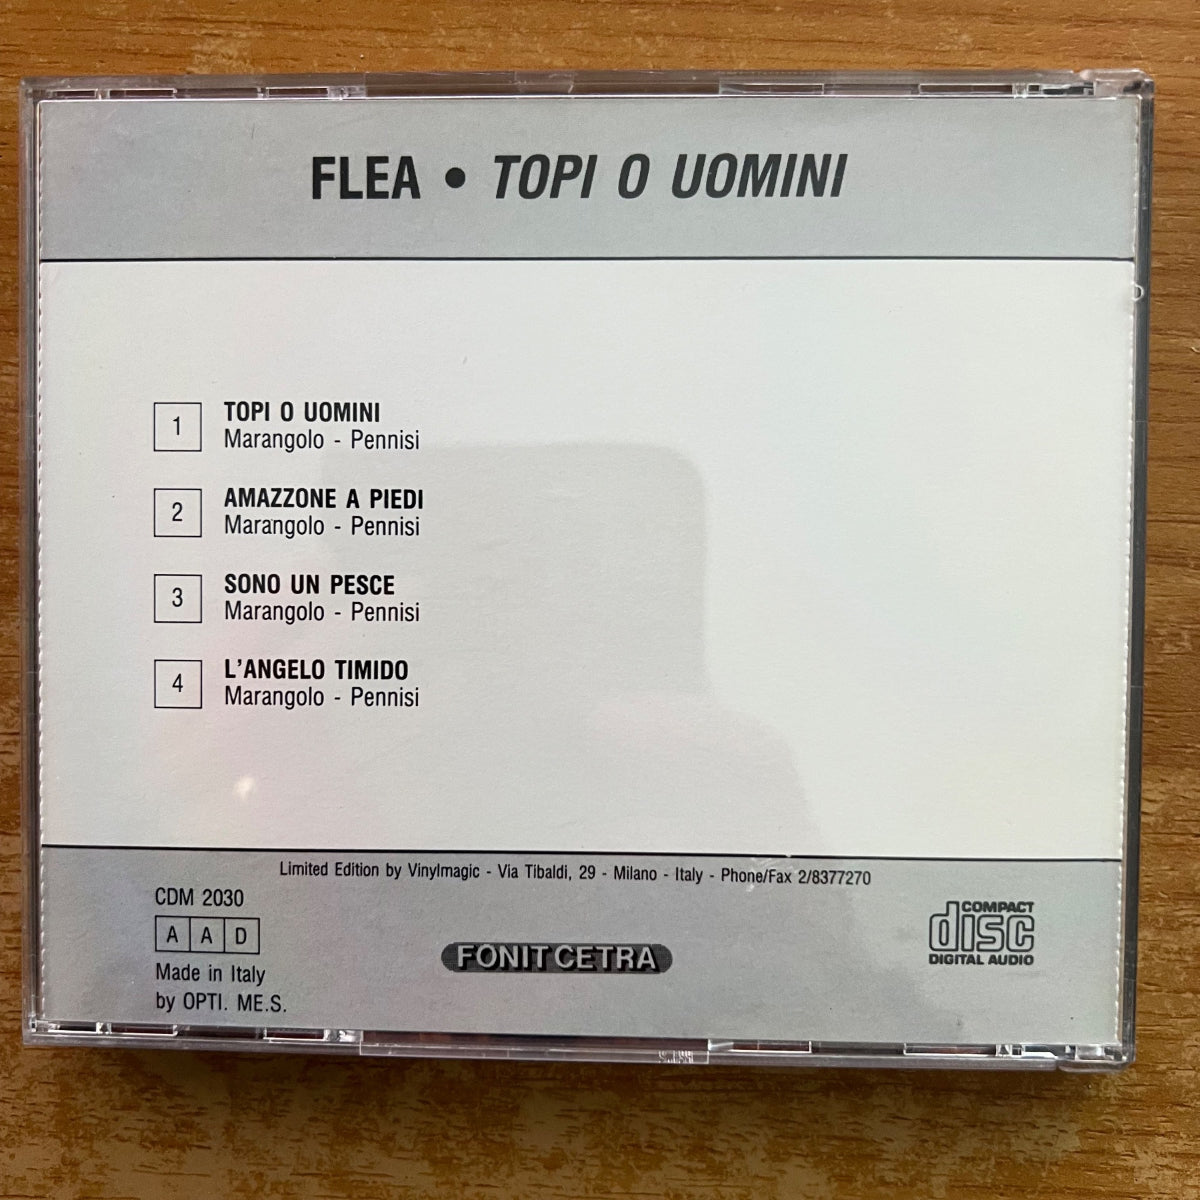 FLEA • TOPI O UOMINI
1 TOPI O UOMINI
Marangolo - Pennisi
2 AMAZZONE A PIEDI
Marangolo - Pennisi
3 SONO UN PESCE
Marangolo - Pennisi
4 L'ANGELO TIMIDO
Marangolo - Pennisi
Limited Edition by Vinylmagic - Via Tibaldi, 29 - Milano - Italy - Phone/Fax 2/8377270
CDM 2030
A A D
Made in Italy
by OPTI. ME.S.
FONIT CETRA
COMPACT
disc
DIGITAL AUDIO